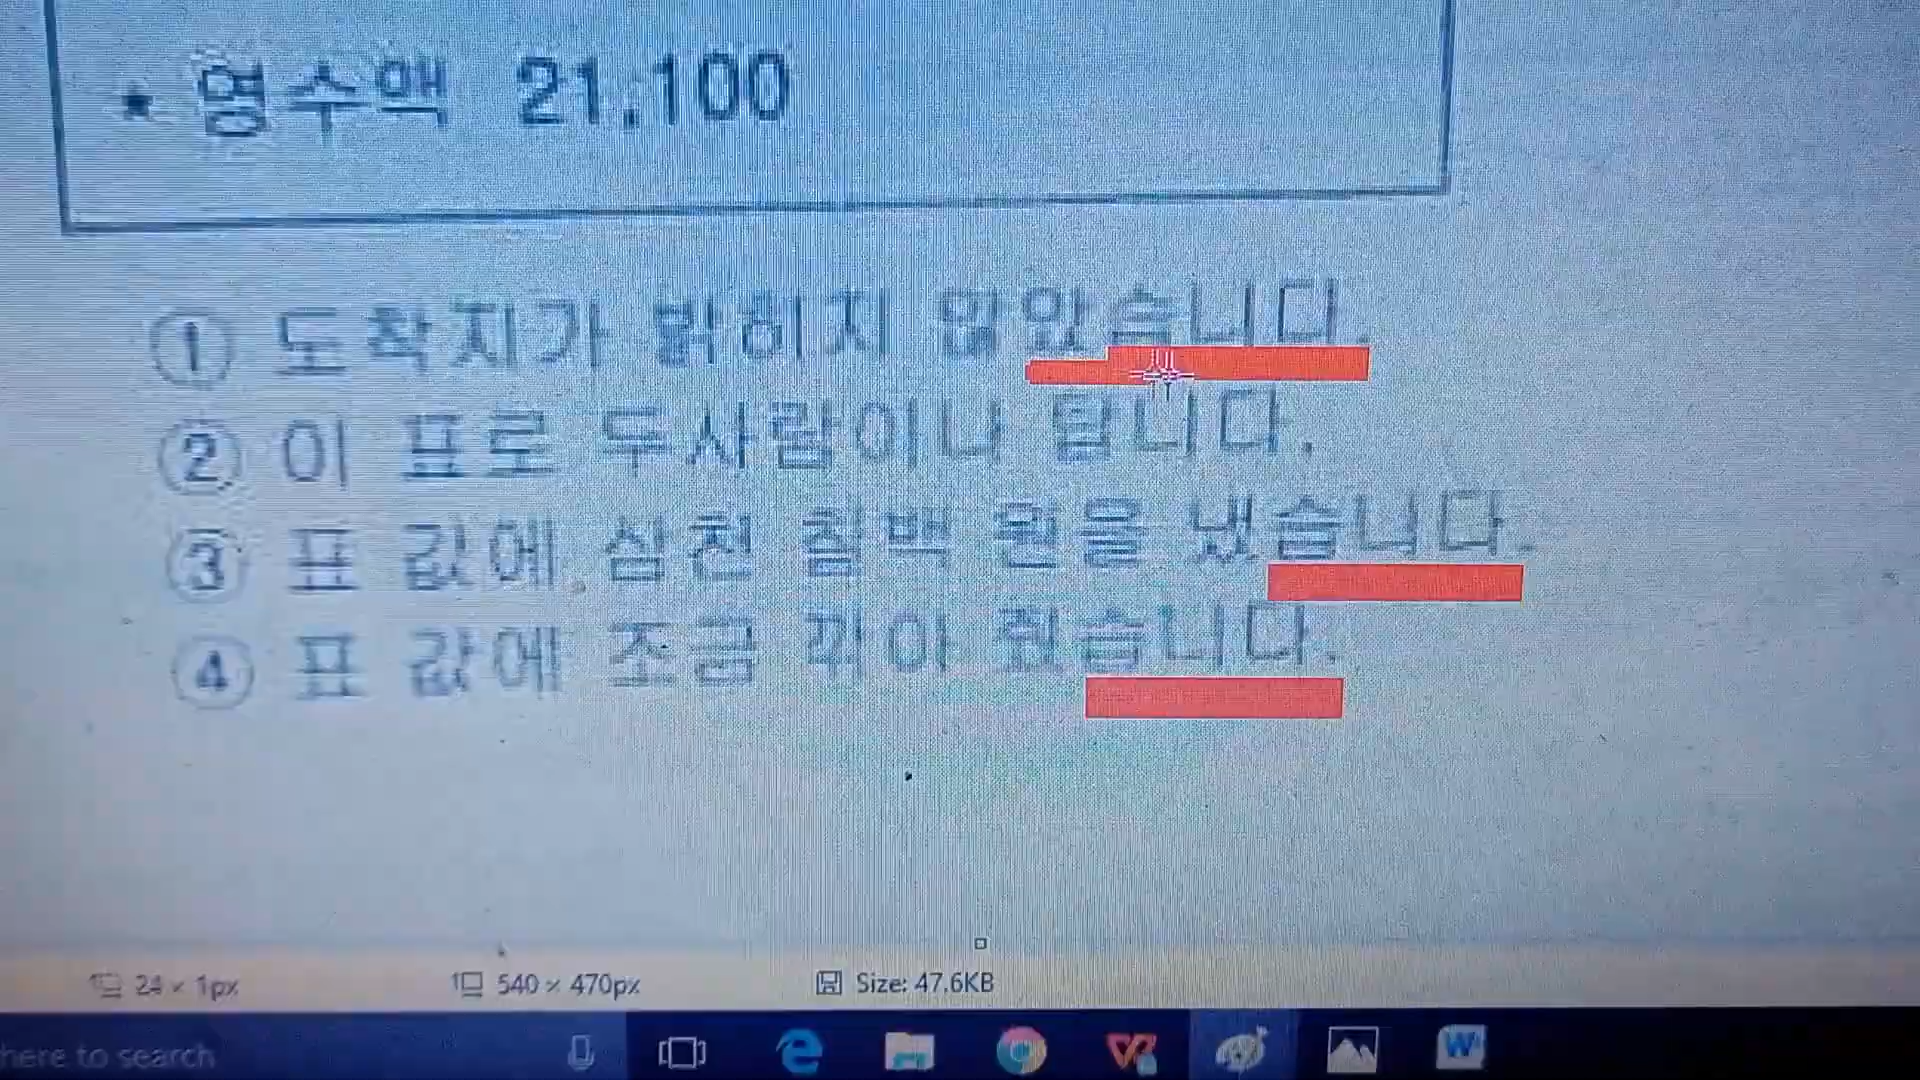 ★ 영수액 21,100
① 도착지가 밝히지 않았습니다.
② 이 표로 두사람이나 탑니다.
③ 표 값에 삼천 칠백 원을 냈습니다.
④ 표 값에 조금 깎아 줬습니다.
24 × 1px 540 × 470px Size: 47.6KB
here to search